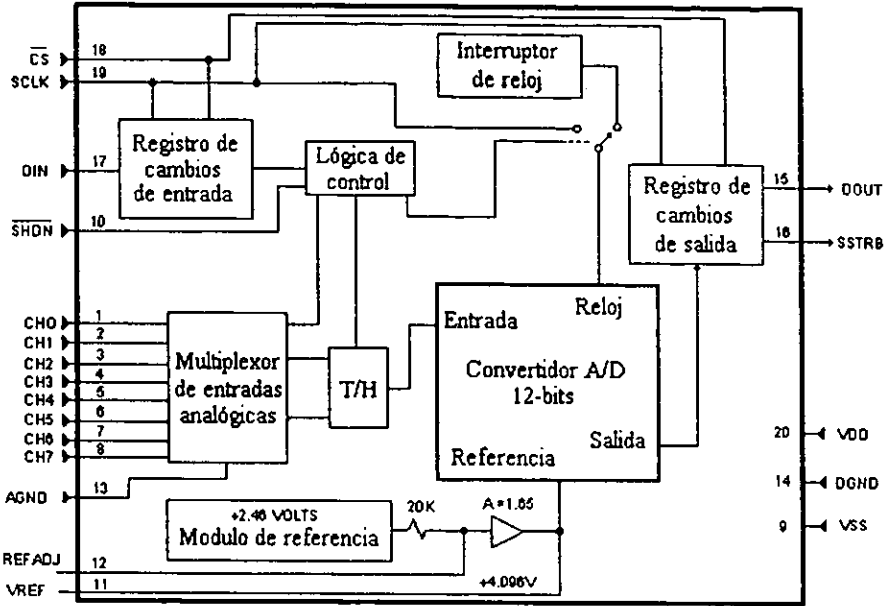 CS
18
SCLK
19
Interruptor
de reloj
Registro de
cambios
de entrada
DIN
17
Lógica de
control
SHDN
10
Registro de
cambios
de salida
15
DOUT
16
SSTRB
CH0
1
CH1
2
CH2
3
CH3
4
CH4
5
CH5
6
CH6
7
CH7
8
Multiplexor
de entradas
analógicas
T/H
Entrada
Reloj
Convertidor A/D
12-bits
Salida
Referencia
20
VDD
14
DGND
9
VSS
AGND
13
+2.46 VOLTS
Modulo de referencia
20K
A=1.65
+4.096V
REFADJ
12
VREF
11